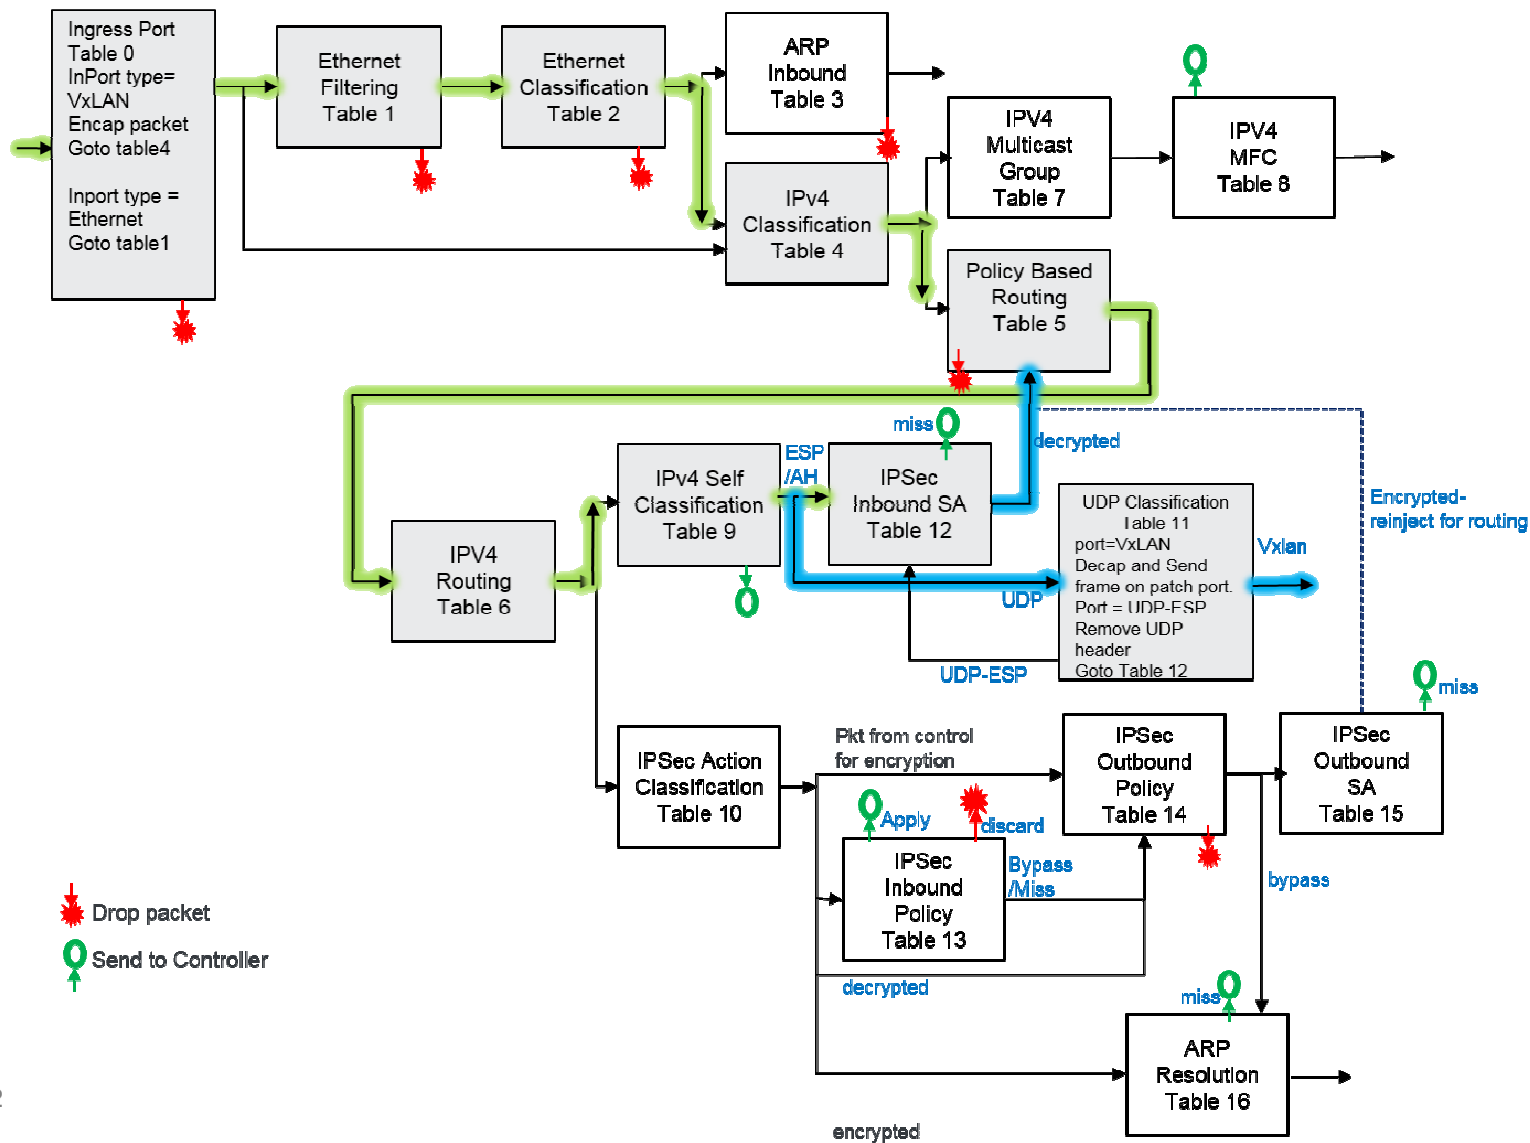 Ingress Port
Table 0
InPort type=
VxLAN
Encap packet
Goto table4
Inport type =
Ethernet
Goto table1
Ethernet
Filtering
Table 1
Ethernet
Classification
Table 2
ARP
Inbound
Table 3
IPv4
Classification
Table 4
IPV4
Multicast
Group
Table 7
IPV4
MFC
Table 8
Policy Based
Routing
Table 5
miss
decrypted
ESP
/AH
IPv4 Self
Classification
Table 9
IPSec
Inbound SA
Table 12
UDP Classification
Table 11
port=VxLAN
Decap and Send
frame on patch port.
Port = UDP-ESP
Remove UDP
header
Goto Table 12
Vxlan
Encrypted-
reinject for routing
IPV4
Routing
Table 6
UDP
UDP-ESP
miss
IPSec Action
Classification
Table 10
Pkt from control
for encryption
IPSec
Outbound
Policy
Table 14
IPSec
Outbound
SA
Table 15
Apply
discard
IPSec
Inbound
Policy
Table 13
Bypass
/Miss
bypass
decrypted
miss
ARP
Resolution
Table 16
encrypted
Drop packet
Send to Controller
2